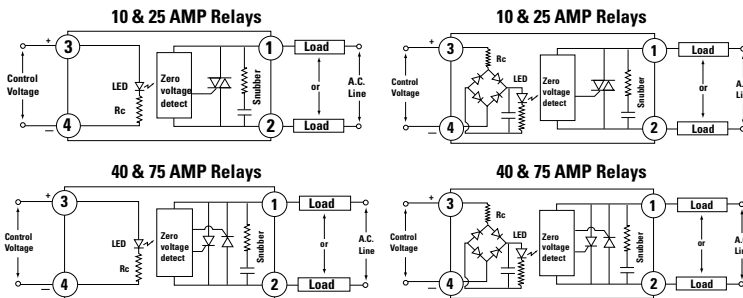 10 & 25 AMP Relays
+
3
Control
Voltage
–
4
LED
Rc
Zero
voltage
detect
Snubber
1
2
Load
or
Load
A.C.
Line
10 & 25 AMP Relays
+
3
Control
Voltage
–
4
Rc
LED
Zero
voltage
detect
Snubber
1
2
Load
or
Load
A.C.
Li
40 & 75 AMP Relays
+
3
Control
Voltage
–
4
LED
Rc
Zero
voltage
detect
Snubber
1
2
Load
or
Load
A.C.
Line
40 & 75 AMP Relays
+
3
Control
Voltage
–
4
Rc
LED
Zero
voltage
detect
Snubber
1
2
Load
or
Load
A.
Li